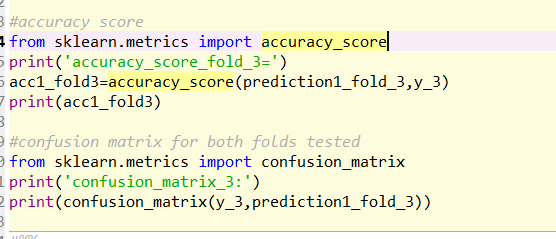 #accuracy score
from sklearn.metrics import accuracy_score
print('accuracy_score_fold_3=')
acc1_fold3=accuracy_score(prediction1_fold_3,y_3)
print(acc1_fold3)
#confusion matrix for both folds tested
from sklearn.metrics import confusion_matrix
print('confusion_matrix_3:')
print(confusion_matrix(y_3,prediction1_fold_3))